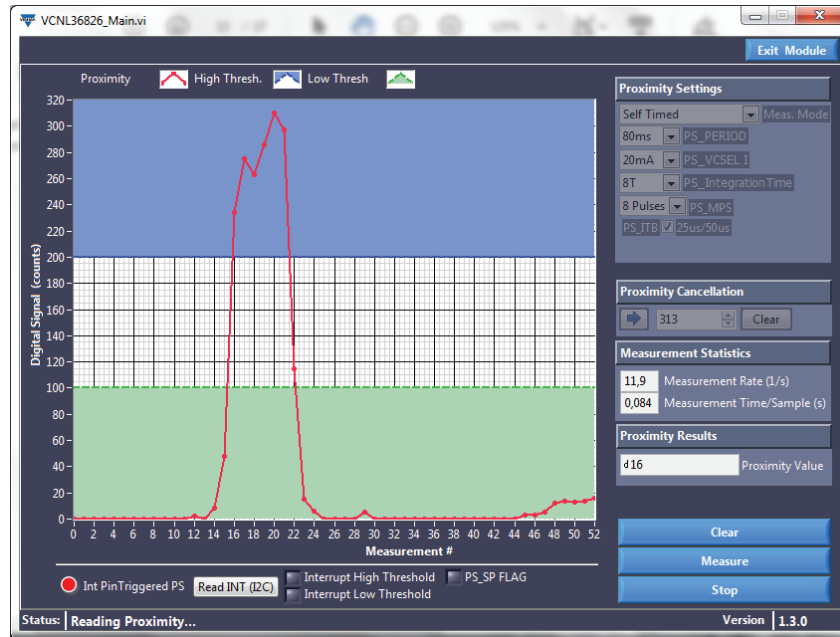 VCNL36826_Main.vi
Exit Module
Proximity High Thresh. Low Thresh
320
300
280
260
240
220
200
180
160
140
120
100
80
60
40
20
0
Digital Signal (counts)
0 2 4 6 8 10 12 14 16 18 20 22 24 26 28 30 32 34 36 38 40 42 44 46 48 50 52
Measurement #
Proximity Settings
Self Timed Meas. Mode
80ms PS_PERIOD
20mA PS_VCSEL I
8T PS_IntegrationTime
8 Pulses PS_MPS
PS_ITB 25us/50us
Proximity Cancellation
313 Clear
Measurement Statistics
11,9 Measurement Rate (1/s)
0,084 Measurement Time/Sample (s)
Proximity Results
d16 Proximity Value
Clear
Measure
Stop
Int PinTriggered PS Read INT (I2C) Interrupt High Threshold PS_SP FLAG
Interrupt Low Threshold
Status: Reading Proximity... Version 1.3.0